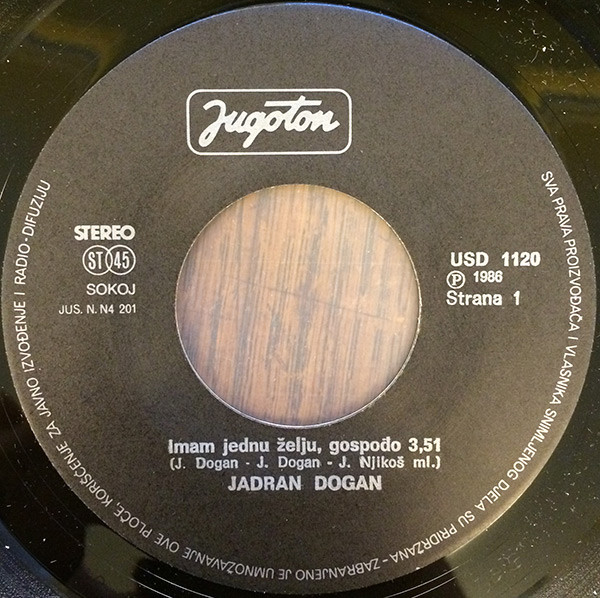 Jugoton
STEREO
ST 45
SOKOJ
JUS. N. N4 201
USD 1120
Ⓟ 1986
Strana 1
Imam jednu želju, gospođo 3,51
(J. Dogan - J. Dogan - J. Njikoš ml.)
JADRAN DOGAN
SVA PRAVA PROIZVOĐAČA I VLASNIKA SNIMLJENOG DJELA SU PRIDRŽANA - ZABRANJENO JE UMNOŽAVANJE OVE PLOČE, KORIŠĆENJE ZA JAVNO IZVOĐENJE I RADIO-DIFUZIJU